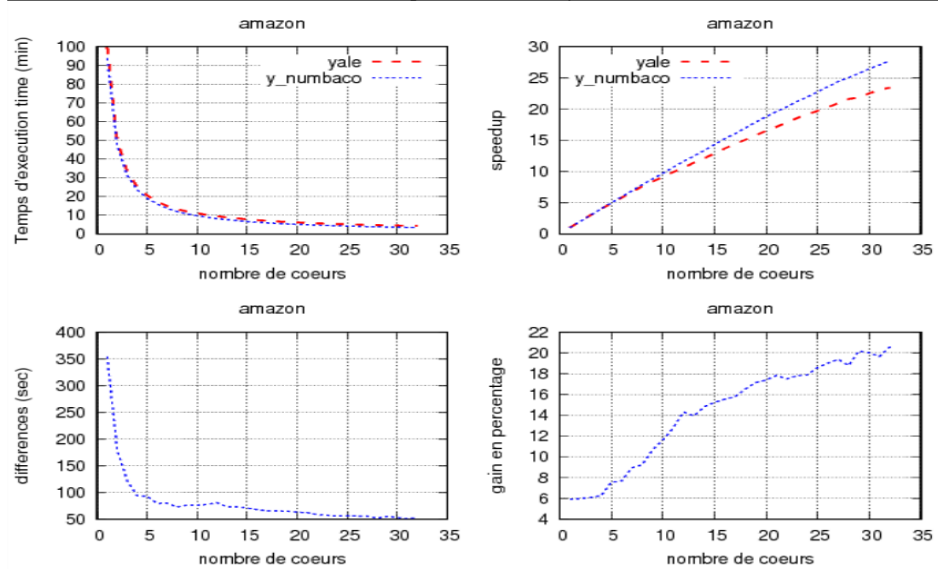 amazon
Temps d'execution time (min)
100
90
80
70
60
50
40
30
20
10
0
yale
y_numbaco
0 5 10 15 20 25 30 35
nombre de coeurs
amazon
speedup
30
25
20
15
10
5
0
yale
y_numbaco
0 5 10 15 20 25 30 35
nombre de coeurs
amazon
differences (sec)
400
350
300
250
200
150
100
50
0 5 10 15 20 25 30 35
nombre de coeurs
amazon
gain en percentage
22
20
18
16
14
12
10
8
6
4
0 5 10 15 20 25 30 35
nombre de coeurs